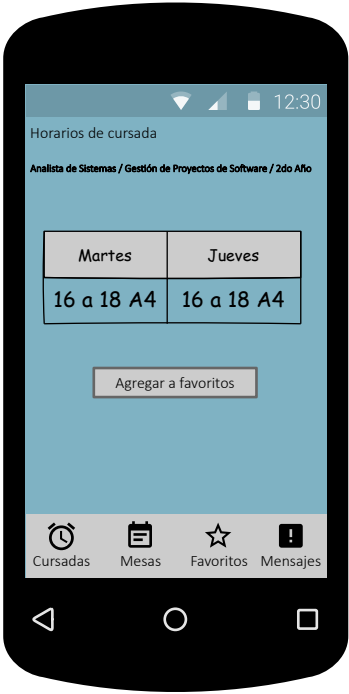 12:30
Horarios de cursada
Analista de Sistemas / Gestión de Proyectos de Software / 2do Año
Martes Jueves
16 a 18 A4 16 a 18 A4
Agregar a favoritos
Cursadas Mesas Favoritos Mensajes